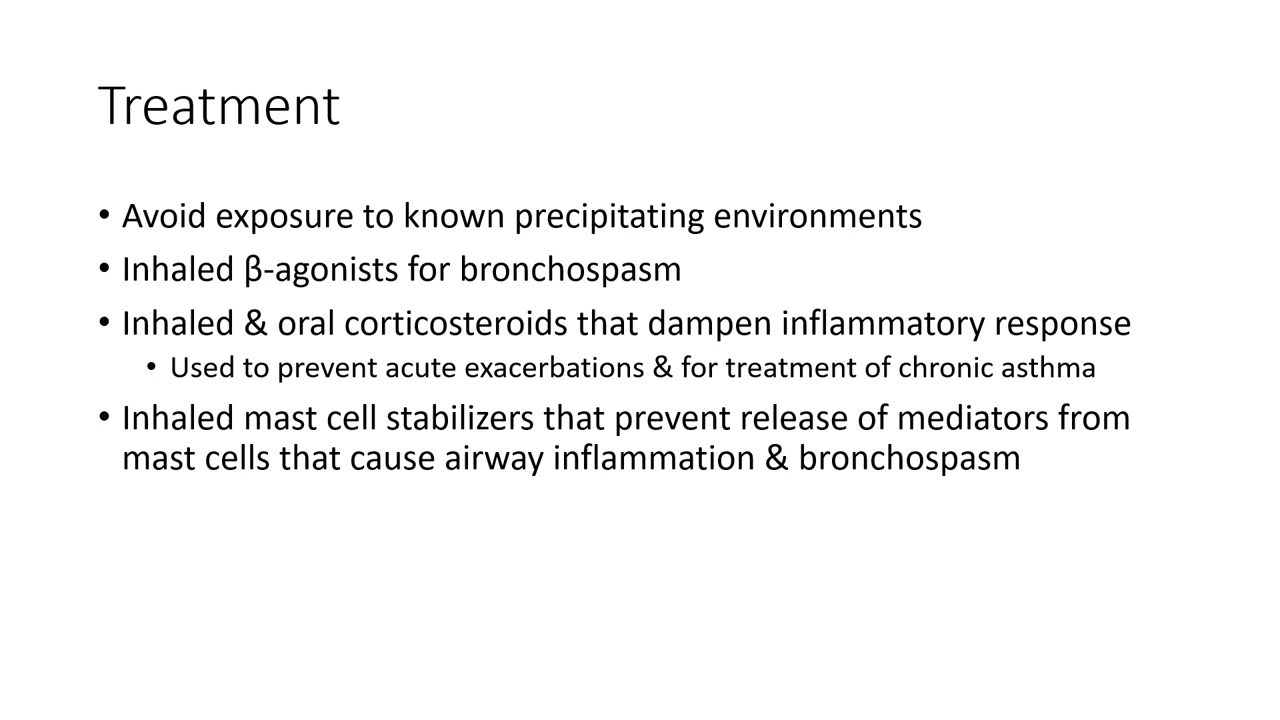 Treatment
• Avoid exposure to known precipitating environments
• Inhaled β-agonists for bronchospasm
• Inhaled & oral corticosteroids that dampen inflammatory response
• Used to prevent acute exacerbations & for treatment of chronic asthma
• Inhaled mast cell stabilizers that prevent release of mediators from
mast cells that cause airway inflammation & bronchospasm